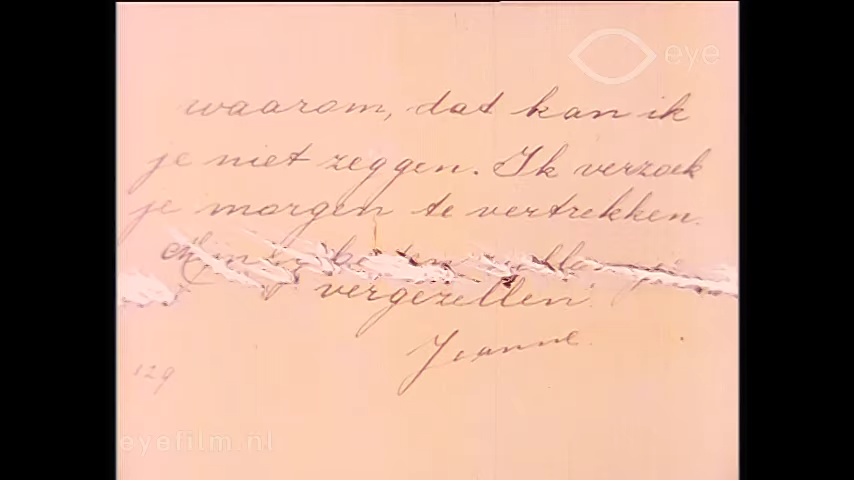 eye
waarom, dat kan ik
je niet zeggen. Ik verzoek
je morgen te vertrekken.
vergezellen.
Jeanne.
129
eyefilm.nl